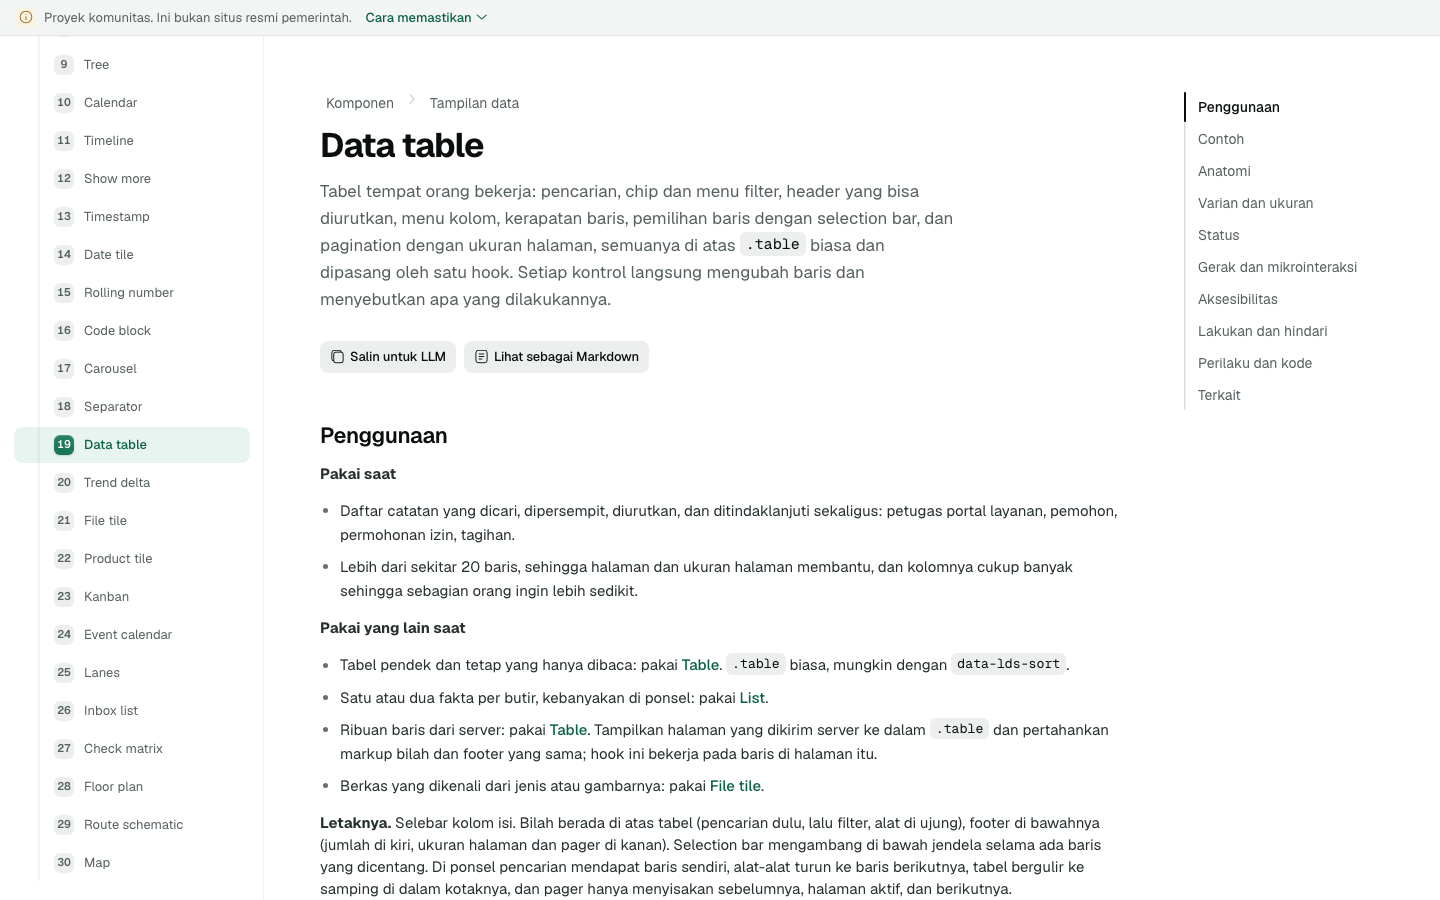 Proyek komunitas. Ini bukan situs resmi pemerintah. Cara memastikan
9 Tree
10 Calendar
11 Timeline
12 Show more
13 Timestamp
14 Date tile
15 Rolling number
16 Code block
17 Carousel
18 Separator
19 Data table
20 Trend delta
21 File tile
22 Product tile
23 Kanban
24 Event calendar
25 Lanes
26 Inbox list
27 Check matrix
28 Floor plan
29 Route schematic
30 Map
Komponen Tampilan data
Data table
Tabel tempat orang bekerja: pencarian, chip dan menu filter, header yang bisa
diurutkan, menu kolom, kerapatan baris, pemilihan baris dengan selection bar, dan
pagination dengan ukuran halaman, semuanya di atas .table biasa dan
dipasang oleh satu hook. Setiap kontrol langsung mengubah baris dan
menyebutkan apa yang dilakukannya.
Salin untuk LLM Lihat sebagai Markdown
Penggunaan
Pakai saat
Daftar catatan yang dicari, dipersempit, diurutkan, dan ditindaklanjuti sekaligus: petugas portal layanan, pemohon,
permohonan izin, tagihan.
Lebih dari sekitar 20 baris, sehingga halaman dan ukuran halaman membantu, dan kolomnya cukup banyak
sehingga sebagian orang ingin lebih sedikit.
Pakai yang lain saat
Tabel pendek dan tetap yang hanya dibaca: pakai Table. .table biasa, mungkin dengan data-lds-sort.
Satu atau dua fakta per butir, kebanyakan di ponsel: pakai List.
Ribuan baris dari server: pakai Table. Tampilkan halaman yang dikirim server ke dalam .table dan pertahankan
markup bilah dan footer yang sama; hook ini bekerja pada baris di halaman itu.
Berkas yang dikenali dari jenis atau gambarnya: pakai File tile.
Letaknya. Selebar kolom isi. Bilah berada di atas tabel (pencarian dulu, lalu filter, alat di ujung), footer di bawahnya
(jumlah di kiri, ukuran halaman dan pager di kanan). Selection bar mengambang di bawah jendela selama ada baris
yang dicentang. Di ponsel pencarian mendapat baris sendiri, alat-alat turun ke baris berikutnya, tabel bergulir ke
samping di dalam kotaknya, dan pager hanya menyisakan sebelumnya, halaman aktif, dan berikutnya.
Penggunaan
Contoh
Anatomi
Varian dan ukuran
Status
Gerak dan mikrointeraksi
Aksesibilitas
Lakukan dan hindari
Perilaku dan kode
Terkait